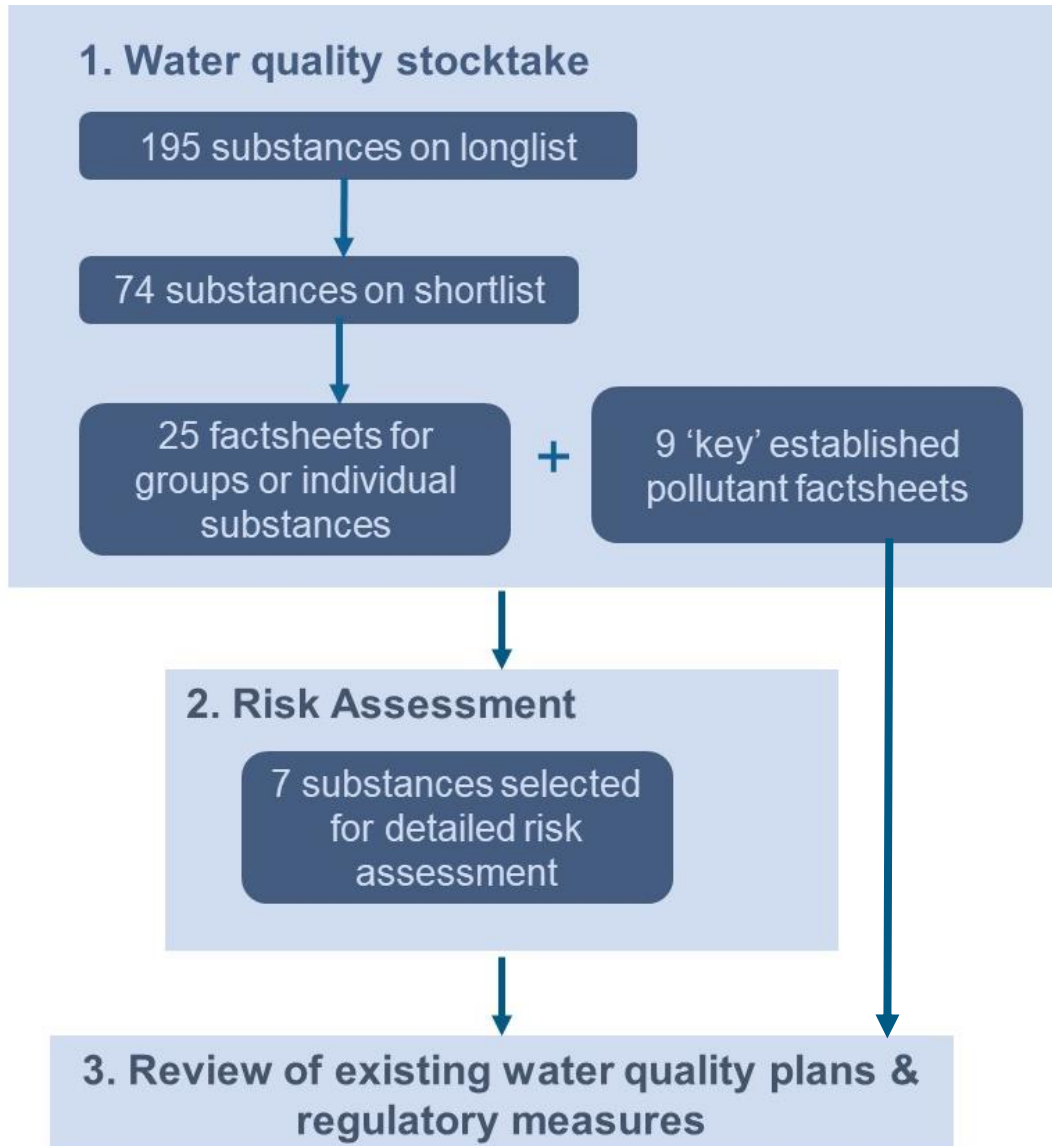 1. Water quality stocktake
195 substances on longlist
74 substances on shortlist
25 factsheets for
groups or individual
substances
+
9 ‘key’ established
pollutant factsheets
2. Risk Assessment
7 substances selected
for detailed risk
assessment
3. Review of existing water quality plans &
regulatory measures